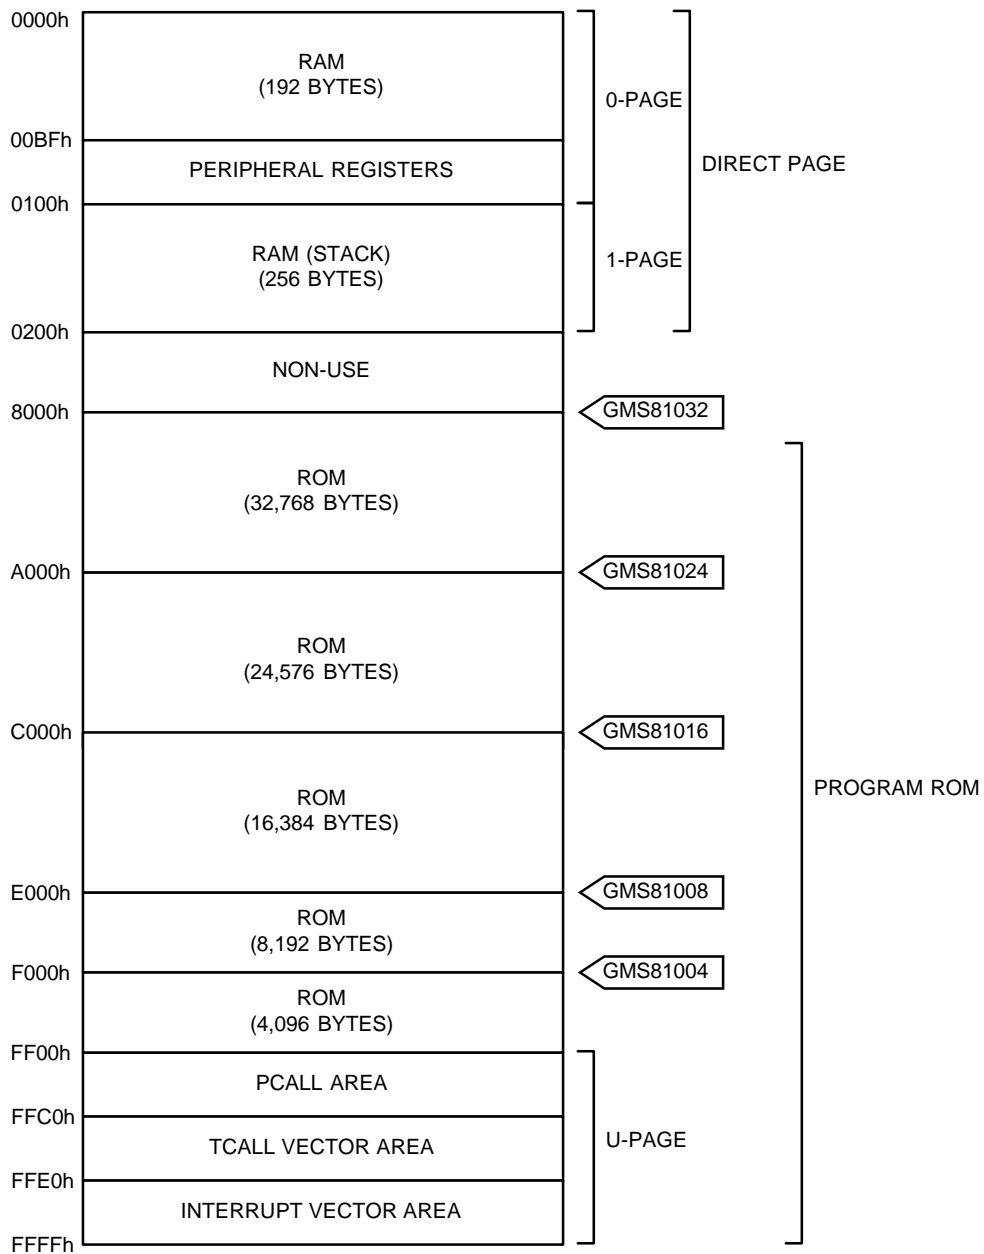 0000h
RAM
(192 BYTES)
0-PAGE
00BFh
DIRECT PAGE
PERIPHERAL REGISTERS
0100h
RAM (STACK)
(256 BYTES)
1-PAGE
0200h
NON-USE
8000h
GMS81032
ROM
(32,768 BYTES)
A000h
GMS81024
ROM
(24,576 BYTES)
C000h
GMS81016
PROGRAM ROM
ROM
(16,384 BYTES)
E000h
GMS81008
ROM
(8,192 BYTES)
F000h
GMS81004
ROM
(4,096 BYTES)
FF00h
PCALL AREA
FFC0h
U-PAGE
TCALL VECTOR AREA
FFE0h
INTERRUPT VECTOR AREA
FFFFh